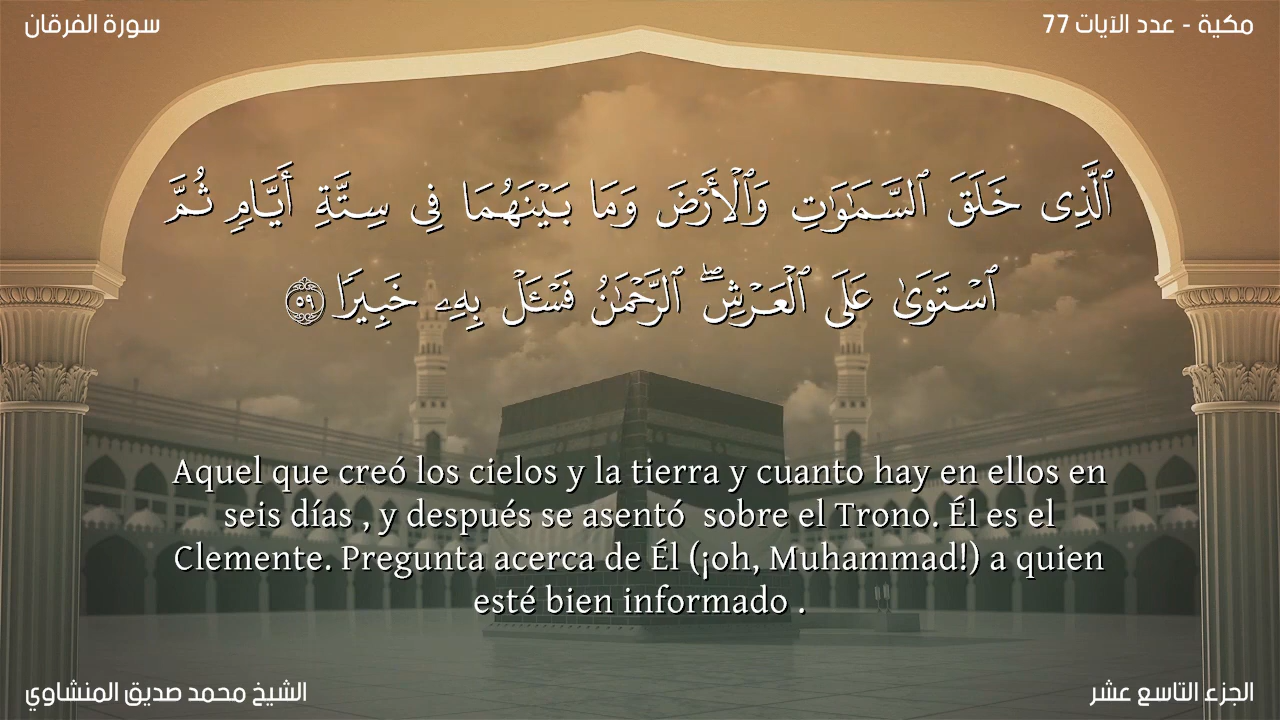 سورة الفرقان
مكية - عدد الآيات 77
ٱلَّذِى خَلَقَ ٱلسَّمَٰوَٰتِ وَٱلْأَرْضَ وَمَا بَيْنَهُمَا فِى سِتَّةِ أَيَّامٍ ثُمَّ
ٱسْتَوَىٰ عَلَى ٱلْعَرْشِ ۖ ٱلرَّحْمَٰنُ فَسْـَٔلْ بِهِۦ خَبِيرًا ٥٩
Aquel que creó los cielos y la tierra y cuanto hay en ellos en
seis días , y después se asentó  sobre el Trono. Él es el
Clemente. Pregunta acerca de Él (¡oh, Muhammad!) a quien
esté bien informado .
الشيخ محمد صديق المنشاوي
الجزء التاسع عشر